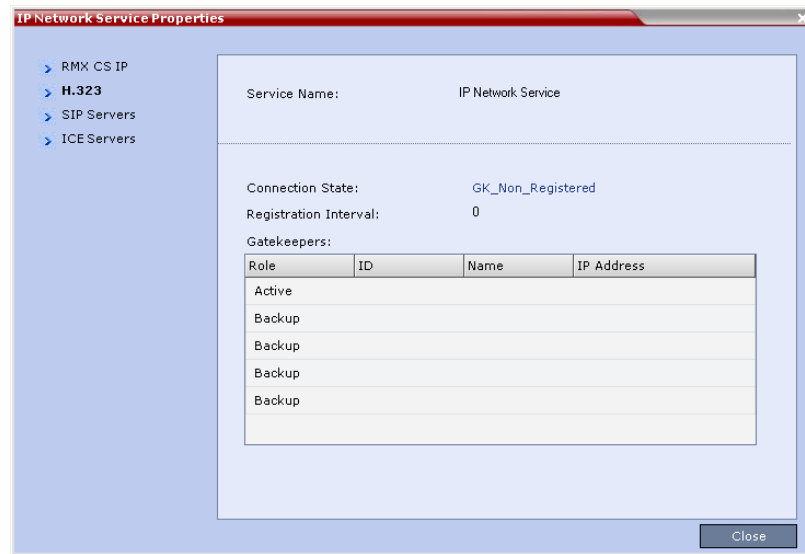 IP Network Service Properties
RMX CS IP
H.323
SIP Servers
ICE Servers
Service Name: IP Network Service
Connection State: GK_Non_Registered
Registration Interval: 0
Gatekeepers:
Role ID Name IP Address
Active
Backup
Backup
Backup
Backup
Close